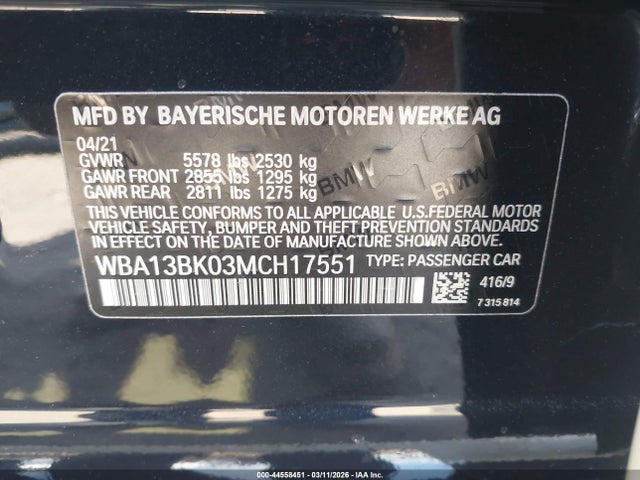 MFD BY BAYERISCHE MOTOREN WERKE AG
04/21
GVWR 5578 lbs 2530 kg
GAWR FRONT 2855 lbs 1295 kg
GAWR REAR 2811 lbs 1275 kg
THIS VEHICLE CONFORMS TO ALL APPLICABLE U.S.FEDERAL MOTOR
VEHICLE SAFETY, BUMPER AND THEFT PREVENTION STANDARDS
IN EFFECT ON THE DATE OF MANUFACTURE SHOWN ABOVE.
WBA13BK03MCH17551 TYPE: PASSENGER CAR
416/9
7 315 814
BMW
BMW
000--44558451 - 03/11/2026 - IAA Inc.